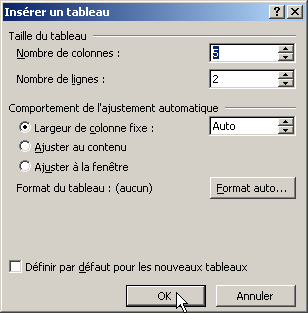 Insérer un tableau
Taille du tableau
Nombre de colonnes : 5
Nombre de lignes : 2
Comportement de l'ajustement automatique
Largeur de colonne fixe : Auto
Ajuster au contenu
Ajuster à la fenêtre
Format du tableau : (aucun) Format auto...
Définir par défaut pour les nouveaux tableaux
OK Annuler